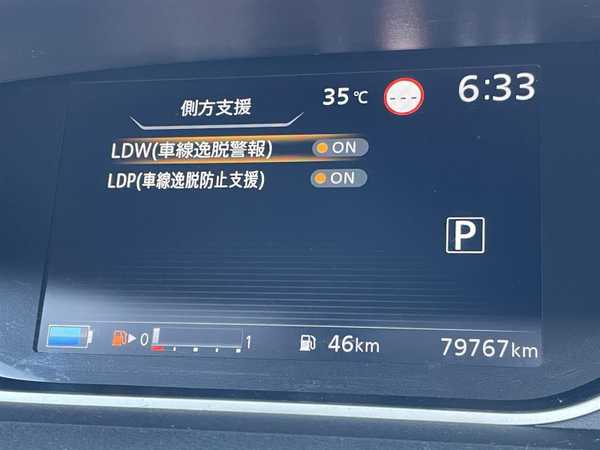 側方支援 35℃ --- 6:33
LDW(車線逸脱警報) ON
LDP(車線逸脱防止支援) ON
P
0 1 46km 79767km